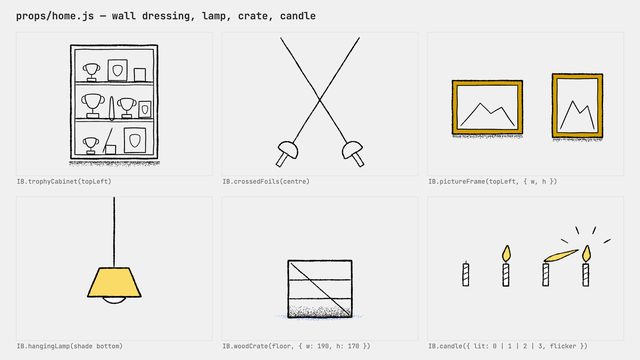 props/home.js — wall dressing, lamp, crate, candle
IB.trophyCabinet(topLeft)
IB.crossedFoils(centre)
IB.pictureFrame(topLeft, { w, h })
IB.hangingLamp(shade bottom)
IB.woodCrate(floor, { w: 190, h: 170 })
IB.candle({ lit: 0 | 1 | 2 | 3, flicker })